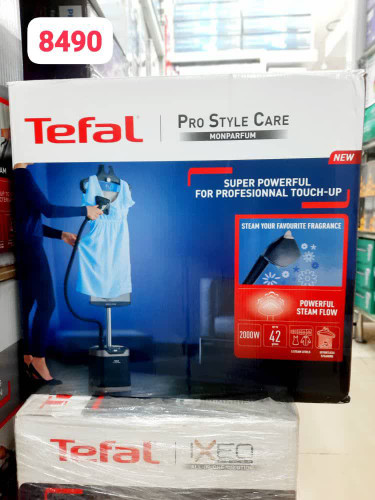 8490
Tefal
PRO STYLE CARE
MONPARFUM
NEW
SUPER POWERFUL
FOR PROFESIONNAL TOUCH-UP
STEAM YOUR FAVOURITE FRAGRANCE
POWERFUL
STEAM FLOW
2000W
42
Tefal
IXEO